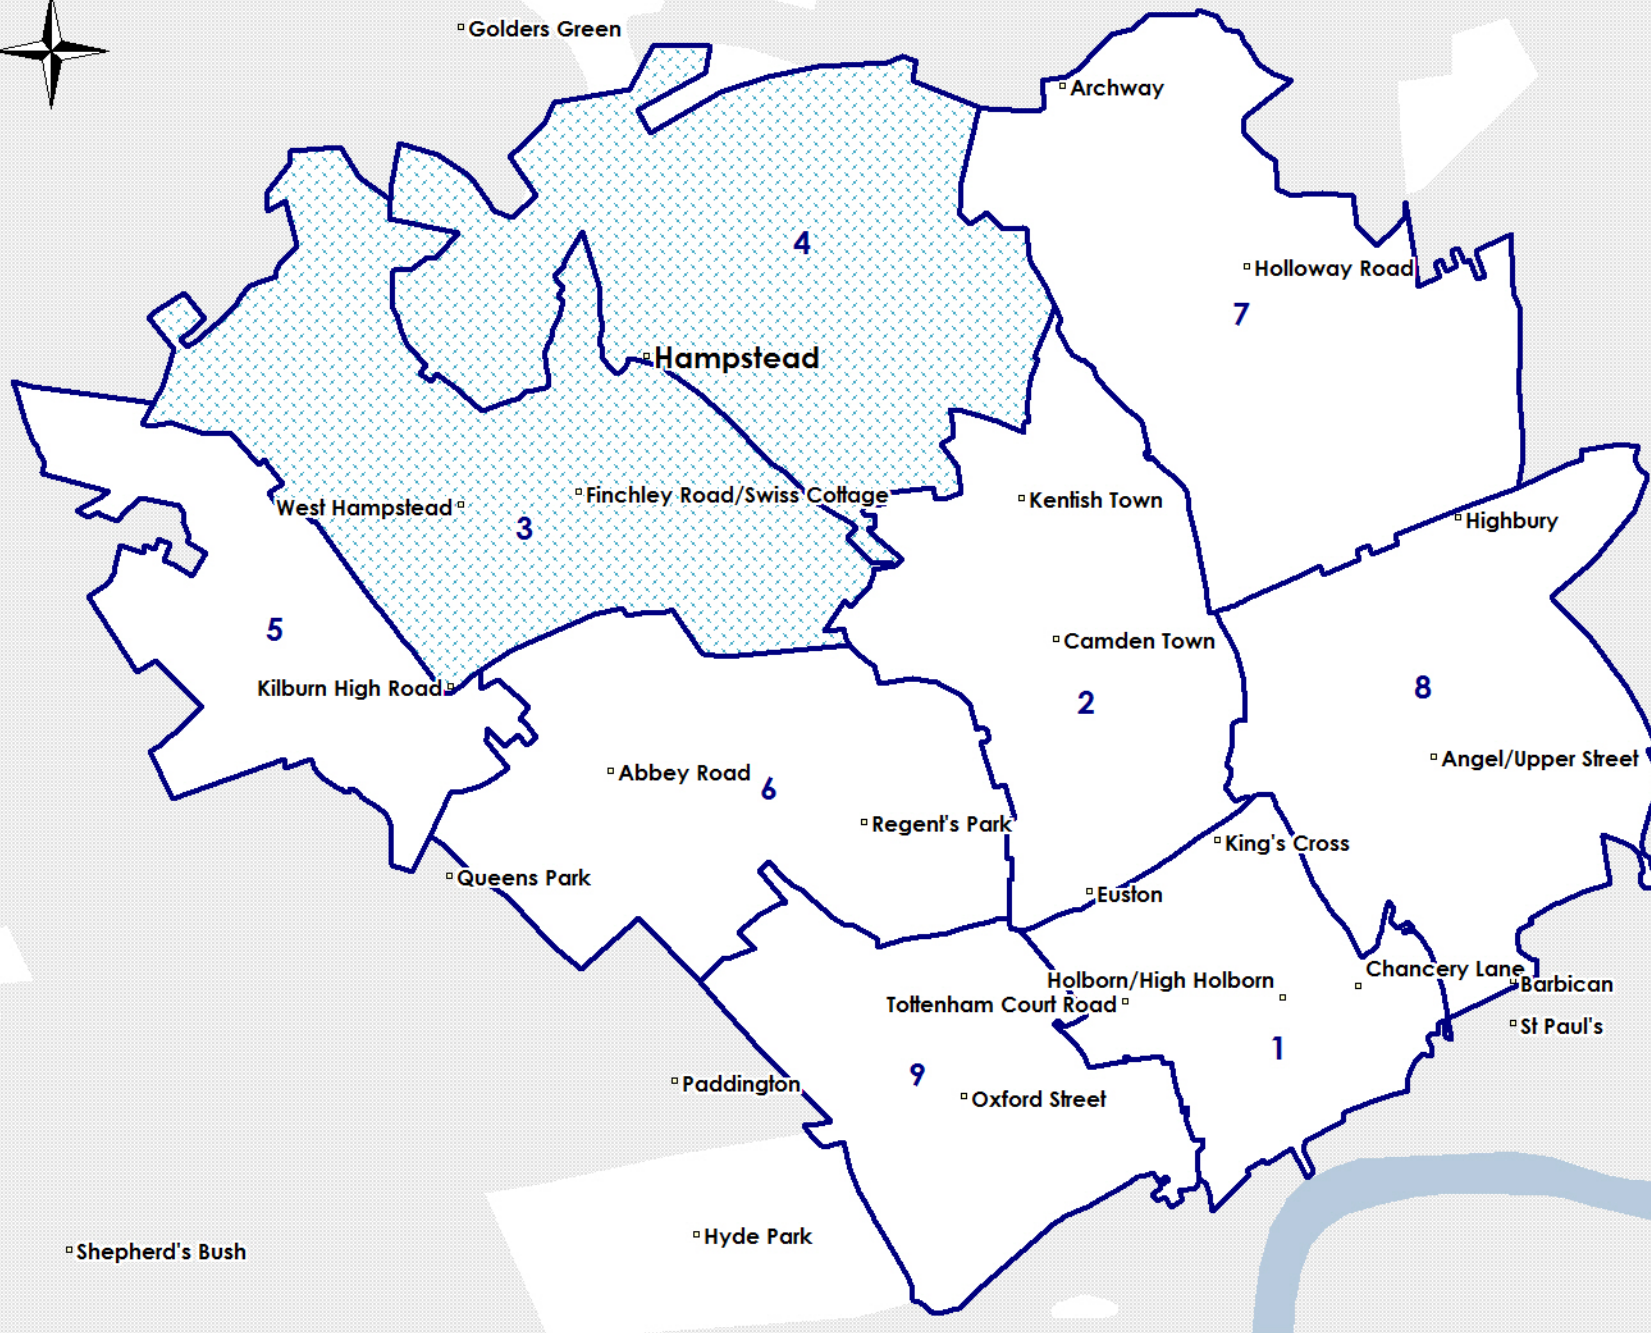 Golders Green
Archway
4
Holloway Road
7
Hampstead
Finchley Road/Swiss Cottage
Kentish Town
West Hampstead
3
Highbury
5
Camden Town
Kilburn High Road
8
2
Angel/Upper Street
Abbey Road
6
Regent's Park
King's Cross
Queens Park
Euston
Chancery Lane
Holborn/High Holborn
Barbican
Tottenham Court Road
St Paul's
1
9
Paddington
Oxford Street
Hyde Park
Shepherd's Bush